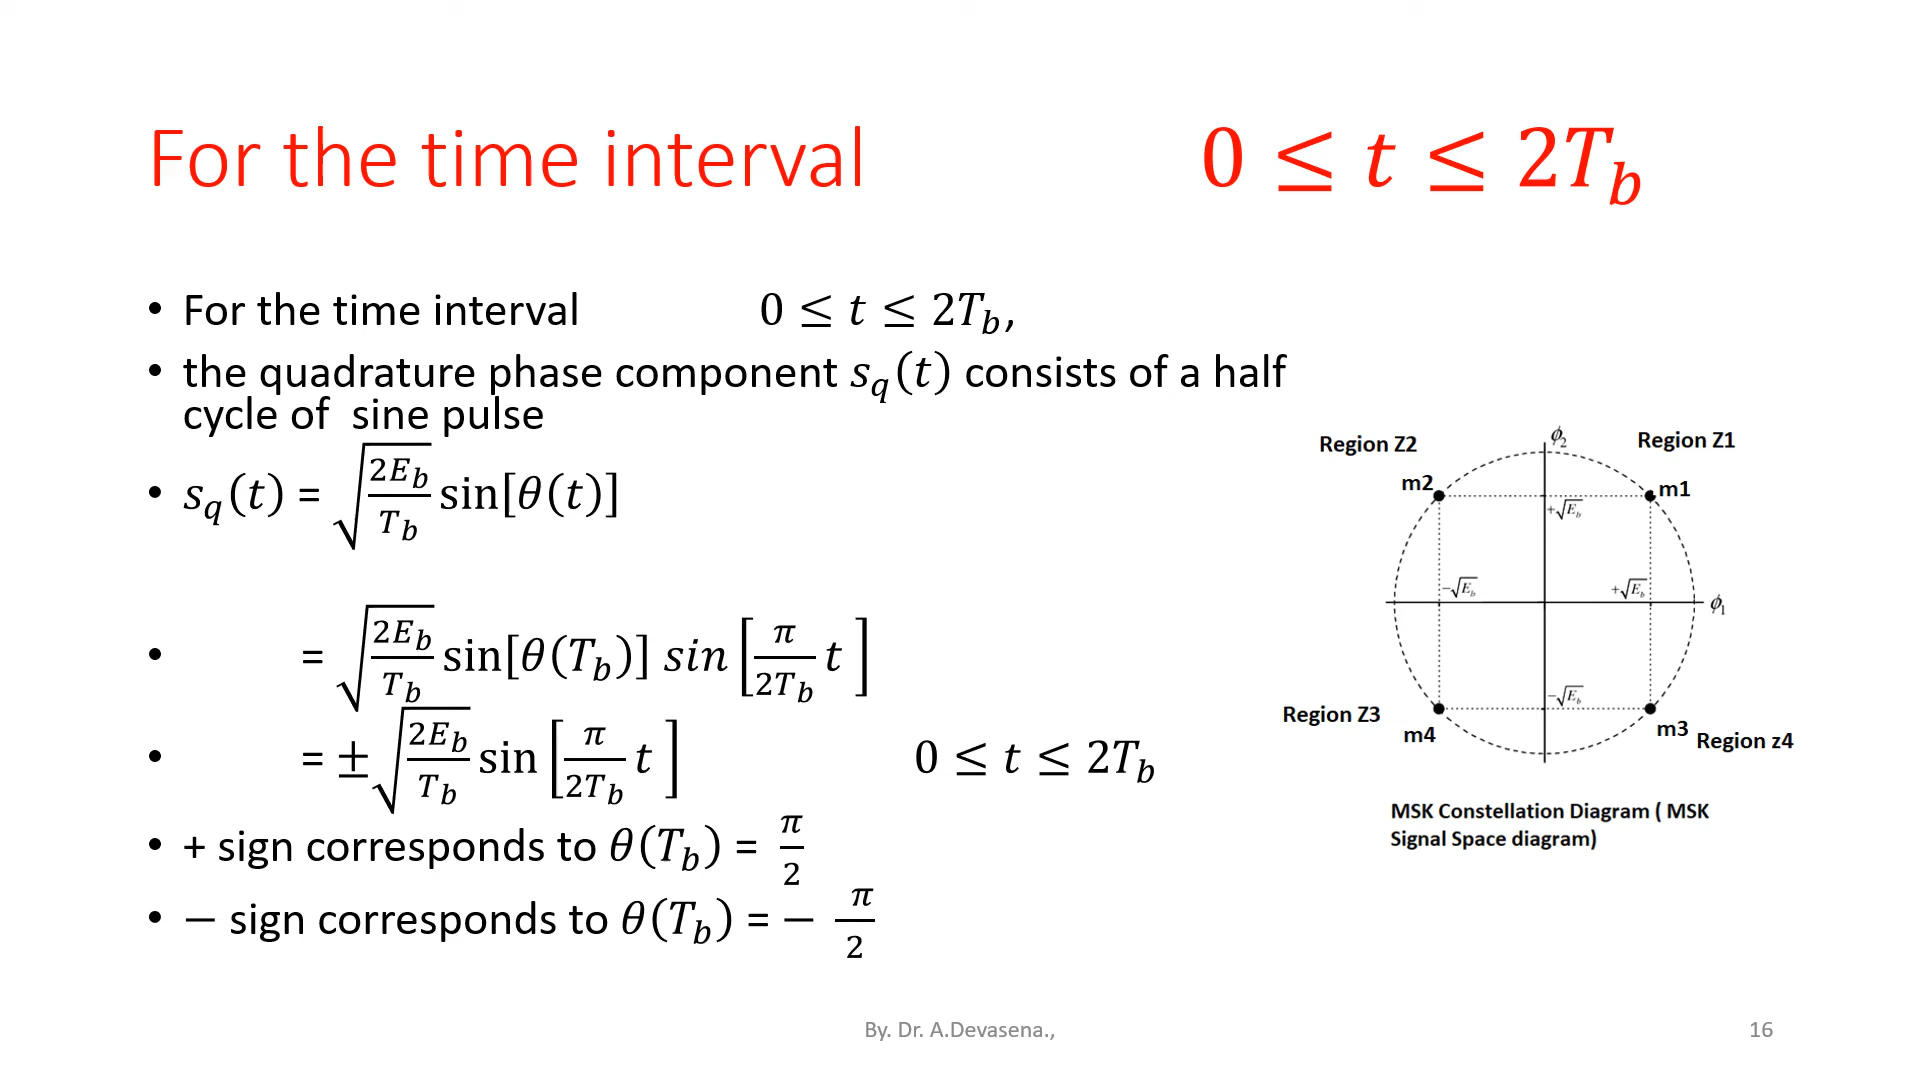 For the time interval 0 ≤ t ≤ 2T_b
• For the time interval 0 ≤ t ≤ 2T_b,
• the quadrature phase component s_q(t) consists of a half
cycle of sine pulse
• s_q(t) = √(2E_b/T_b) sin[θ(t)]
• = √(2E_b/T_b) sin[θ(T_b)] sin[π/(2T_b) t]
• = ±√(2E_b/T_b) sin[π/(2T_b) t] 0 ≤ t ≤ 2T_b
• + sign corresponds to θ(T_b) = π/2
• − sign corresponds to θ(T_b) = − π/2
Region Z2 ϕ₂ Region Z1
m2 m1
+√E_b
−√E_b +√E_b ϕ₁
−√E_b
Region Z3 m4 m3 Region z4
MSK Constellation Diagram ( MSK
Signal Space diagram)
By. Dr. A.Devasena., 16